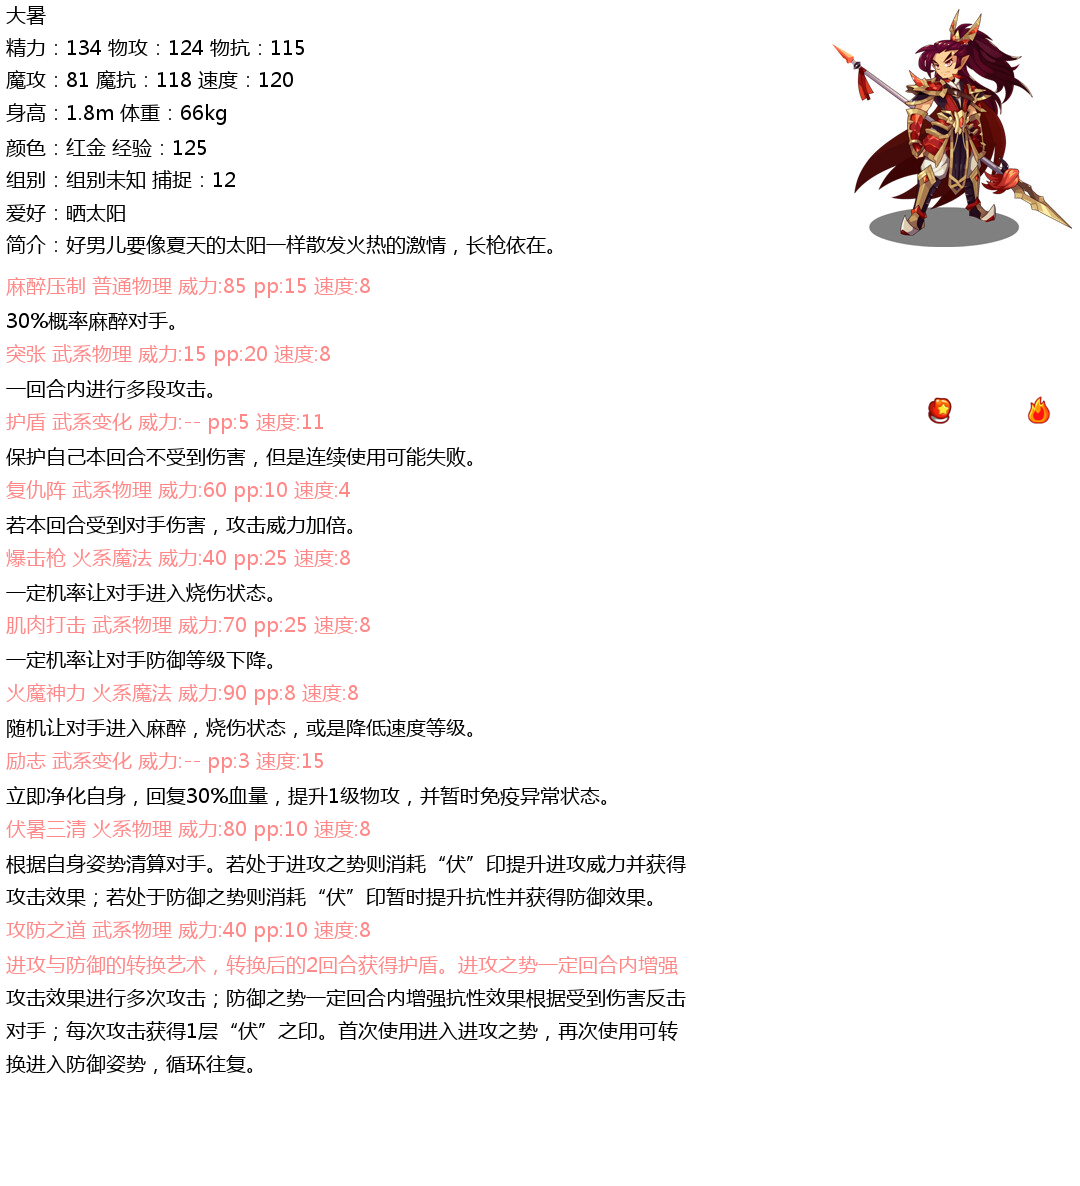 大暑
精力：134 物攻：124 物抗：115
魔攻：81 魔抗：118 速度：120
身高：1.8m 体重：66kg
颜色：红金 经验：125
组别：组别未知 捕捉：12
爱好：晒太阳
简介：好男儿要像夏天的太阳一样散发火热的激情，长枪依在。
麻醉压制 普通物理 威力:85 pp:15 速度:8
30%概率麻醉对手。
突张 武系物理 威力:15 pp:20 速度:8
一回合内进行多段攻击。
护盾 武系变化 威力:-- pp:5 速度:11
保护自己本回合不受到伤害，但是连续使用可能失败。
复仇阵 武系物理 威力:60 pp:10 速度:4
若本回合受到对手伤害，攻击威力加倍。
爆击枪 火系魔法 威力:40 pp:25 速度:8
一定机率让对手进入烧伤状态。
肌肉打击 武系物理 威力:70 pp:25 速度:8
一定机率让对手防御等级下降。
火魔神力 火系魔法 威力:90 pp:8 速度:8
随机让对手进入麻醉，烧伤状态，或是降低速度等级。
励志 武系变化 威力:-- pp:3 速度:15
立即净化自身，回复30%血量，提升1级物攻，并暂时免疫异常状态。
伏暑三清 火系物理 威力:80 pp:10 速度:8
根据自身姿势清算对手。若处于进攻之势则消耗“伏”印提升进攻威力并获得
攻击效果；若处于防御之势则消耗“伏”印暂时提升抗性并获得防御效果。
攻防之道 武系物理 威力:40 pp:10 速度:8
进攻与防御的转换艺术，转换后的2回合获得护盾。进攻之势一定回合内增强
攻击效果进行多次攻击；防御之势一定回合内增强抗性效果根据受到伤害反击
对手；每次攻击获得1层“伏”之印。首次使用进入进攻之势，再次使用可转
换进入防御姿势，循环往复。